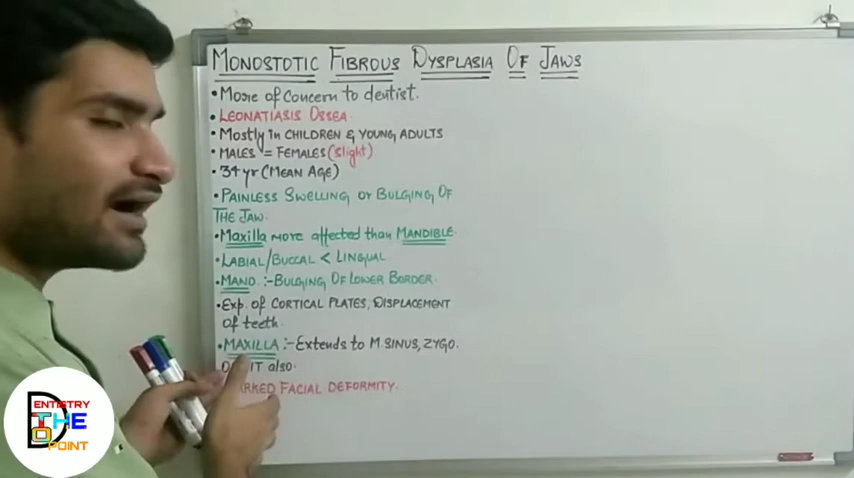 MONOSTOTIC FIBROUS DYSPLASIA OF JAWS
• More of concern to dentist.
• LEONATIASIS OSSEA.
• Mostly in CHILDREN & YOUNG ADULTS
• MALES = FEMALES (slight)
• 34 yr (MEAN AGE)
• PAINLESS SWELLING OR BULGING OF
THE JAW.
• Maxilla more affected than MANDIBLE.
• LABIAL/BUCCAL < LINGUAL.
• MAND :- BULGING OF LOWER BORDER.
• Exp. of CORTICAL PLATES, DISPLACEMENT
of teeth.
• MAXILLA :- Extends to M.SINUS, ZYGO.
also.
FACIAL DEFORMITY.
DENTISTRY
THE
TO POINT